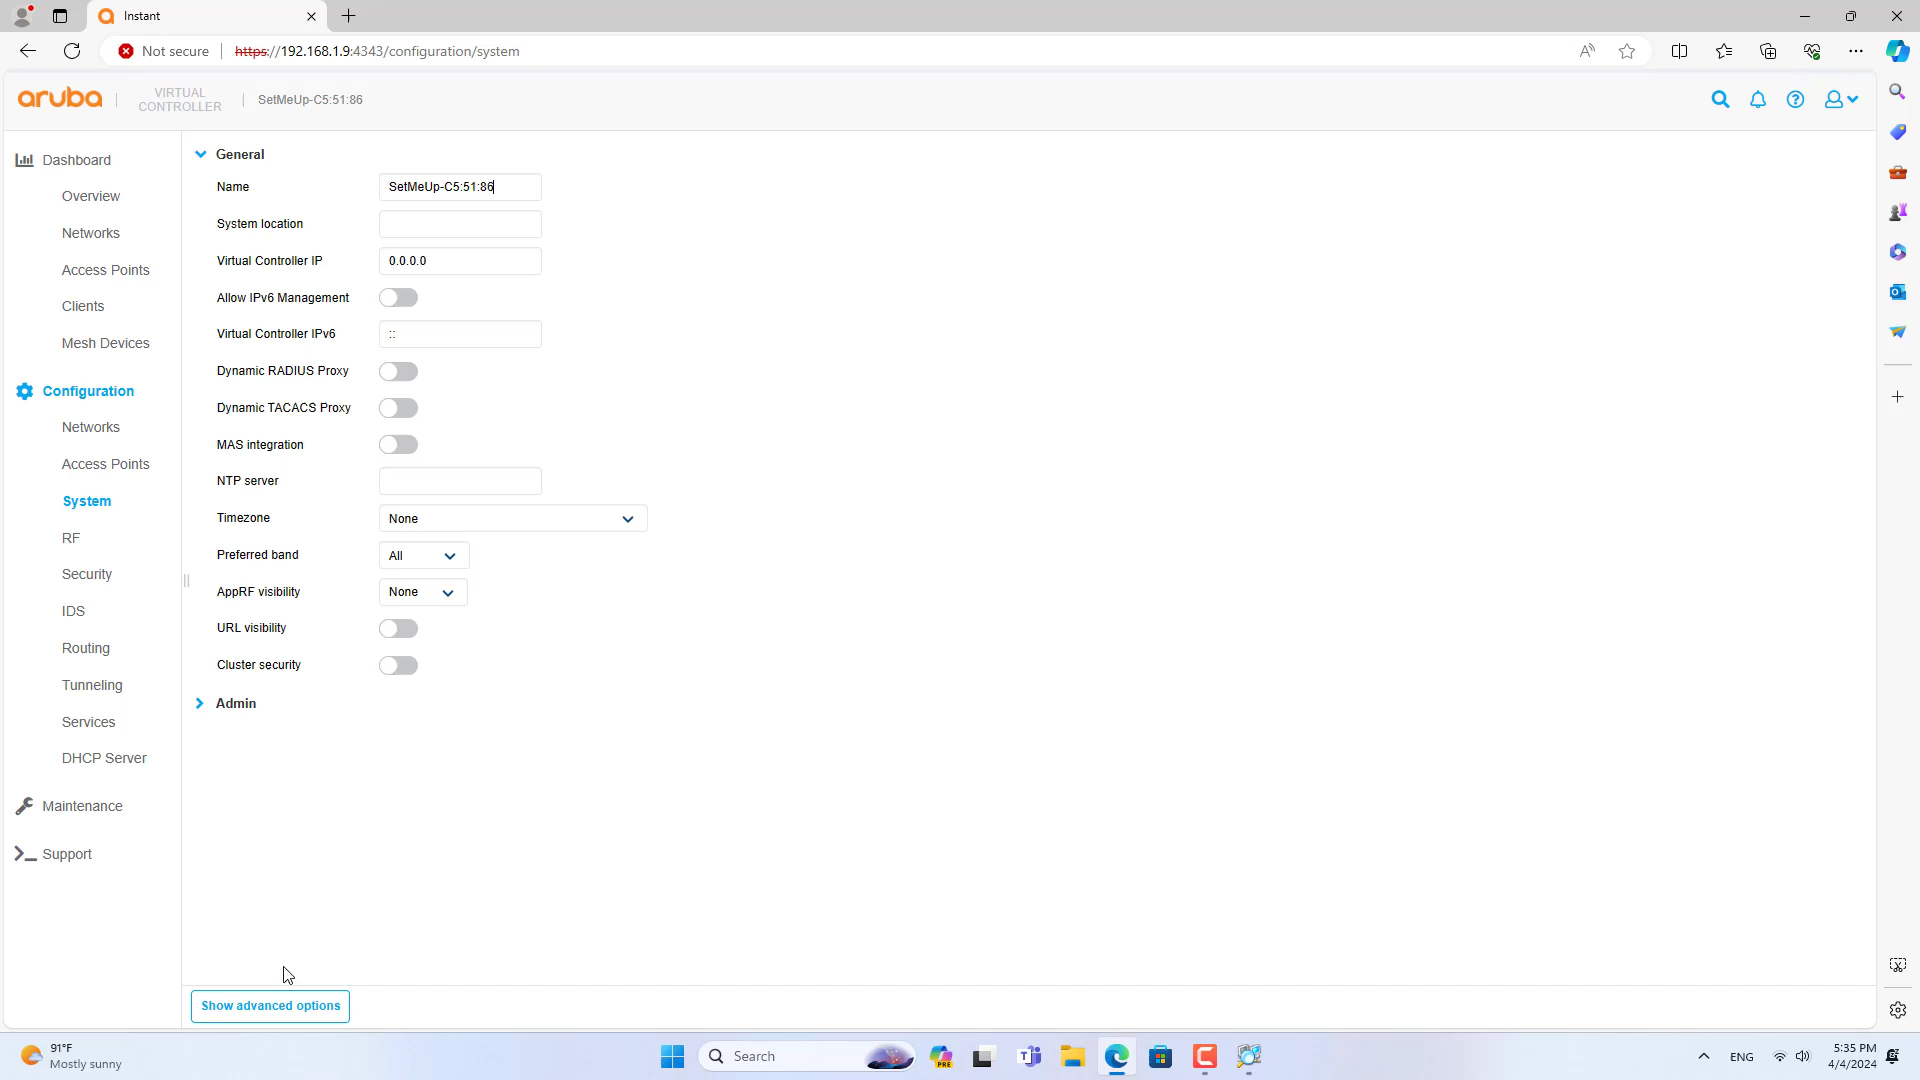 Instant
Not secure
https://192.168.1.9:4343/configuration/system
aruba
VIRTUAL
CONTROLLER
SetMeUp-C5:51:86
Dashboard
Overview
Networks
Access Points
Clients
Mesh Devices
Configuration
Networks
Access Points
System
RF
Security
IDS
Routing
Tunneling
Services
DHCP Server
Maintenance
Support
General
Name SetMeUp-C5:51:86
System location
Virtual Controller IP 0.0.0.0
Allow IPv6 Management
Virtual Controller IPv6 ::
Dynamic RADIUS Proxy
Dynamic TACACS Proxy
MAS integration
NTP server
Timezone None
Preferred band All
AppRF visibility None
URL visibility
Cluster security
Admin
Show advanced options
91°F
Mostly sunny
Search
PRE
ENG
5:35 PM
4/4/2024